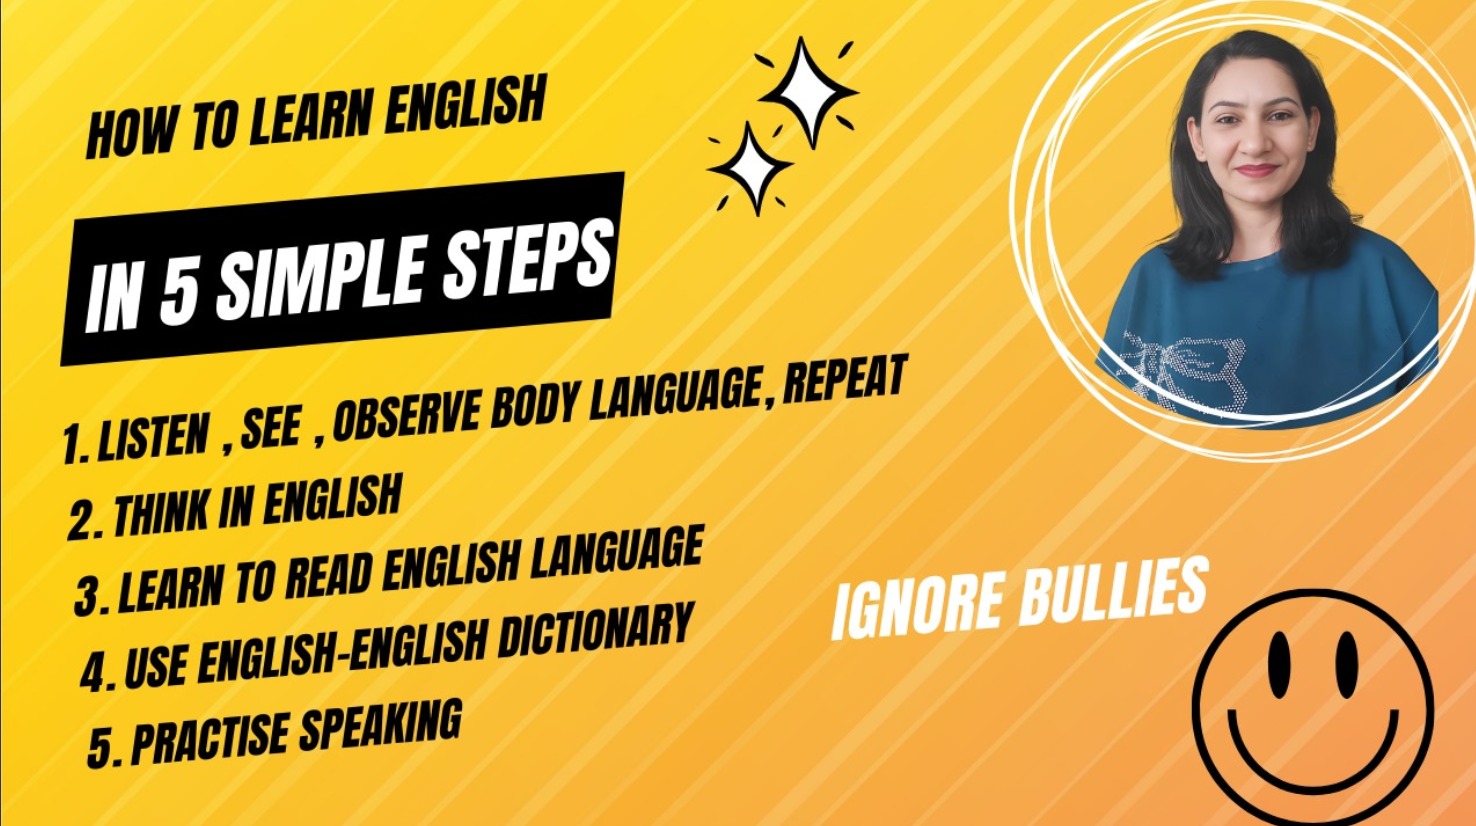 HOW TO LEARN ENGLISH
IN 5 SIMPLE STEPS
1. LISTEN , SEE , OBSERVE BODY LANGUAGE, REPEAT
2. THINK IN ENGLISH
3. LEARN TO READ ENGLISH LANGUAGE
4. USE ENGLISH-ENGLISH DICTIONARY
5. PRACTISE SPEAKING
IGNORE BULLIES